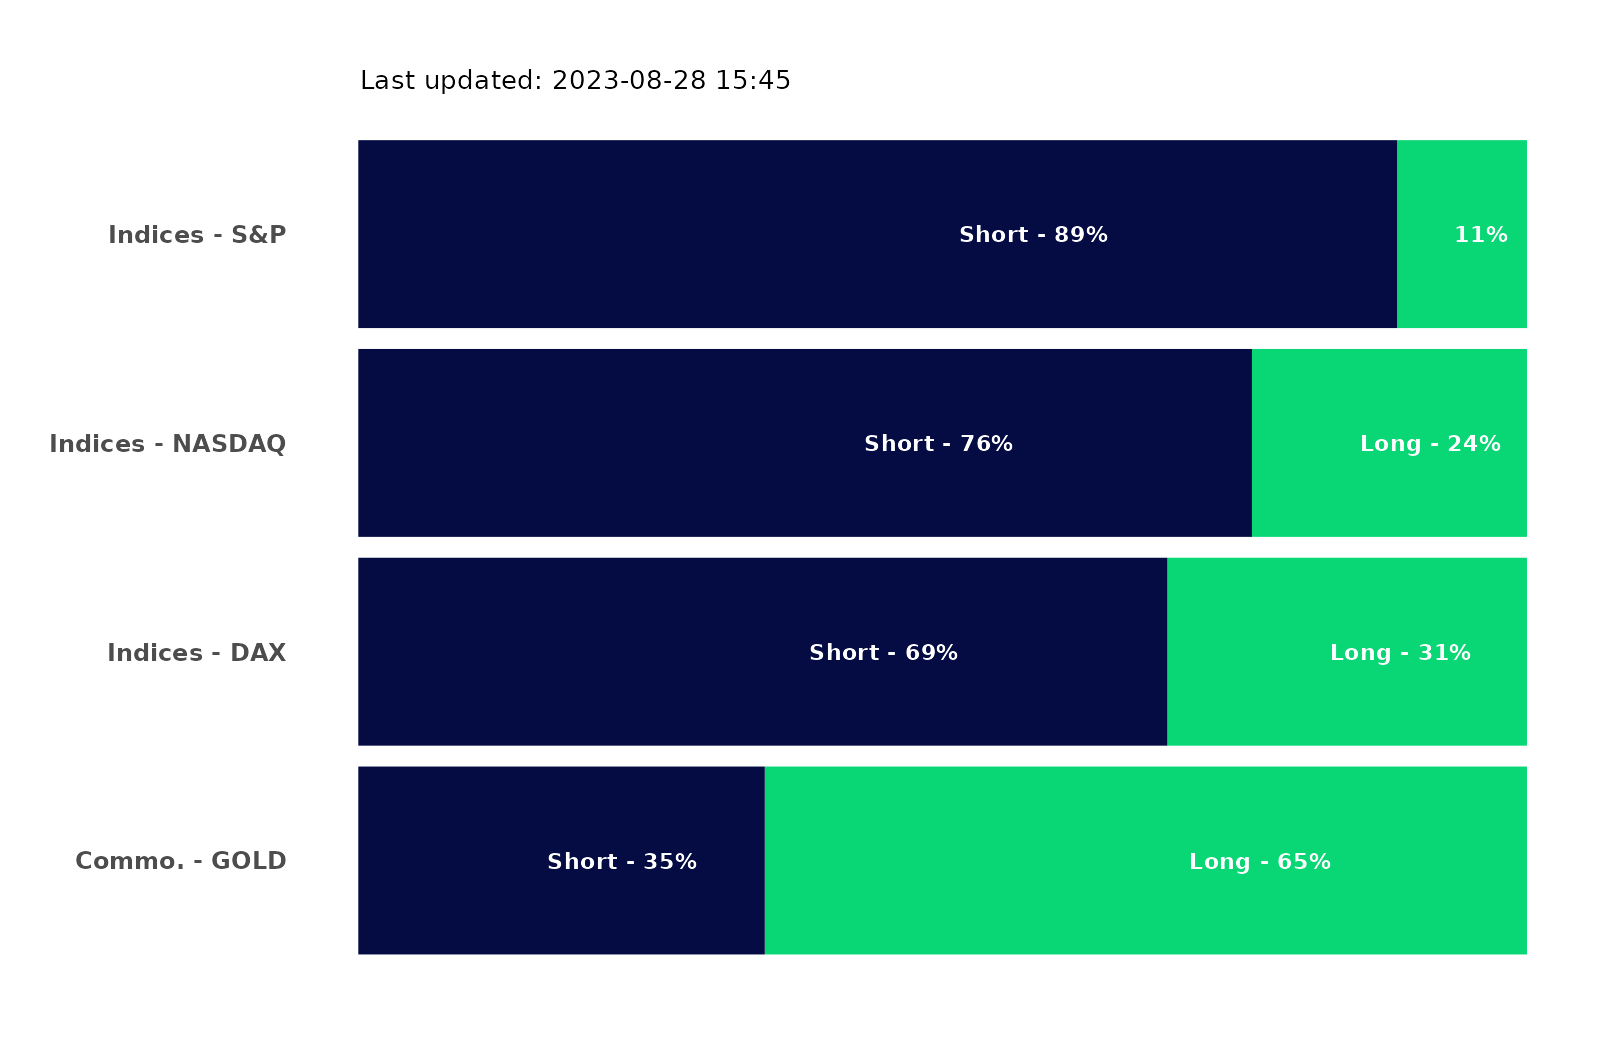 Last updated: 2023-08-28 15:45
Indices - S&P
Short - 89%
11%
Indices - NASDAQ
Short - 76%
Long - 24%
Indices - DAX
Short - 69%
Long - 31%
Commo. - GOLD
Short - 35%
Long - 65%